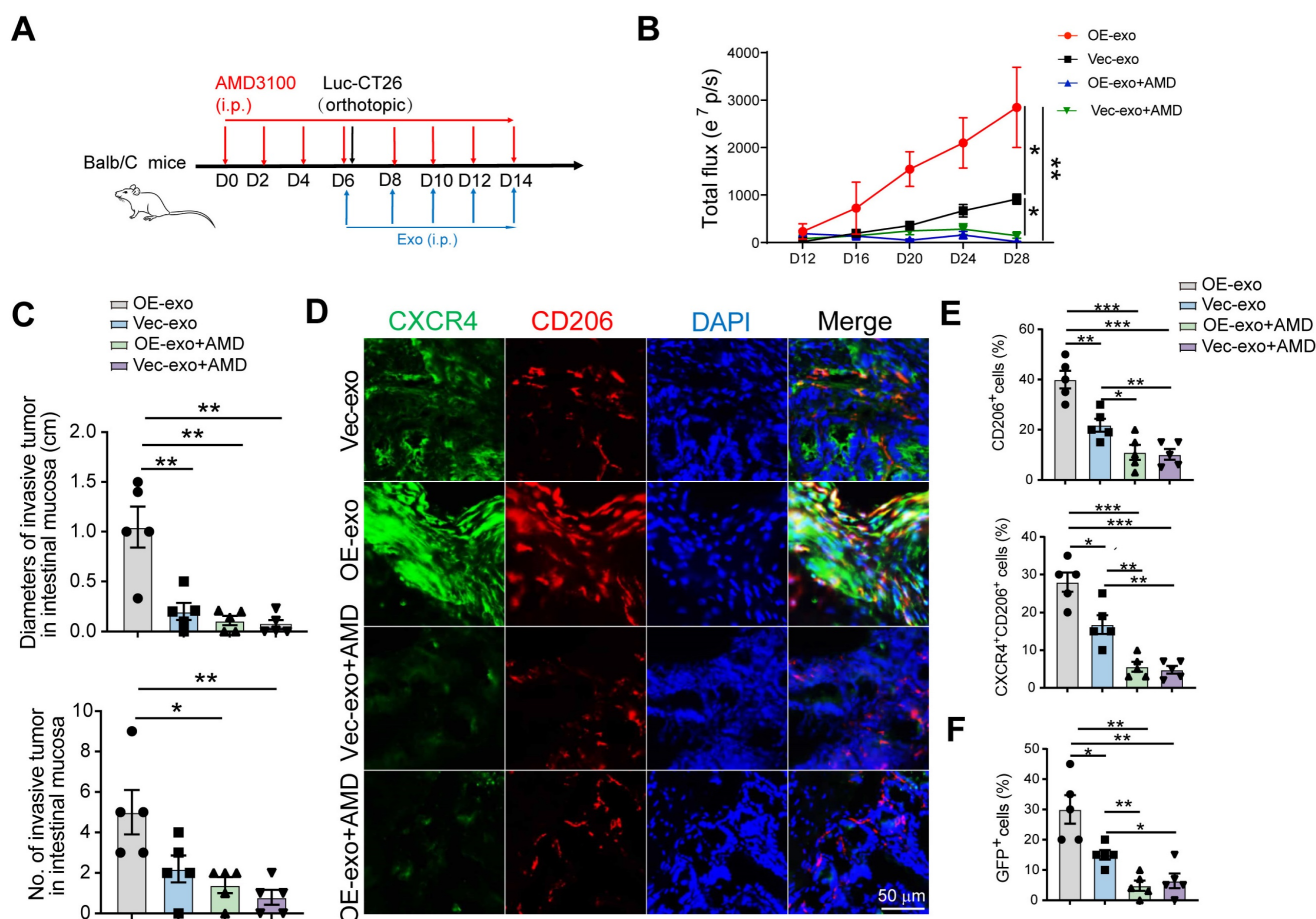 A
AMD3100
(i.p.)
Luc-CT26
(orthotopic)
Balb/C mice
D0 D2 D4 D6 D8 D10 D12 D14
Exo (i.p.)
B
Total flux (e⁷ p/s)
4000
3000
2000
1000
0
D12 D16 D20 D24 D28
OE-exo
Vec-exo
OE-exo+AMD
Vec-exo+AMD
*
**
*
C
OE-exo
Vec-exo
OE-exo+AMD
Vec-exo+AMD
Diameters of invasive tumor
in intestinal mucosa (cm)
2.0
1.5
1.0
0.5
0.0
**
**
**
No. of invasive tumor
in intestinal mucosa
10
8
6
4
2
0
**
*
D
CXCR4 CD206 DAPI Merge
Vec-exo
OE-exo
Vec-exo+AMD
OE-exo+AMD
50 μm
E
OE-exo
Vec-exo
OE-exo+AMD
Vec-exo+AMD
CD206⁺cells (%)
60
40
20
0
***
***
**
**
*
CXCR4⁺CD206⁺ cells (%)
40
30
20
10
0
***
***
*
**
**
F
GFP⁺ cells (%)
50
40
30
20
10
0
**
**
*
**
*